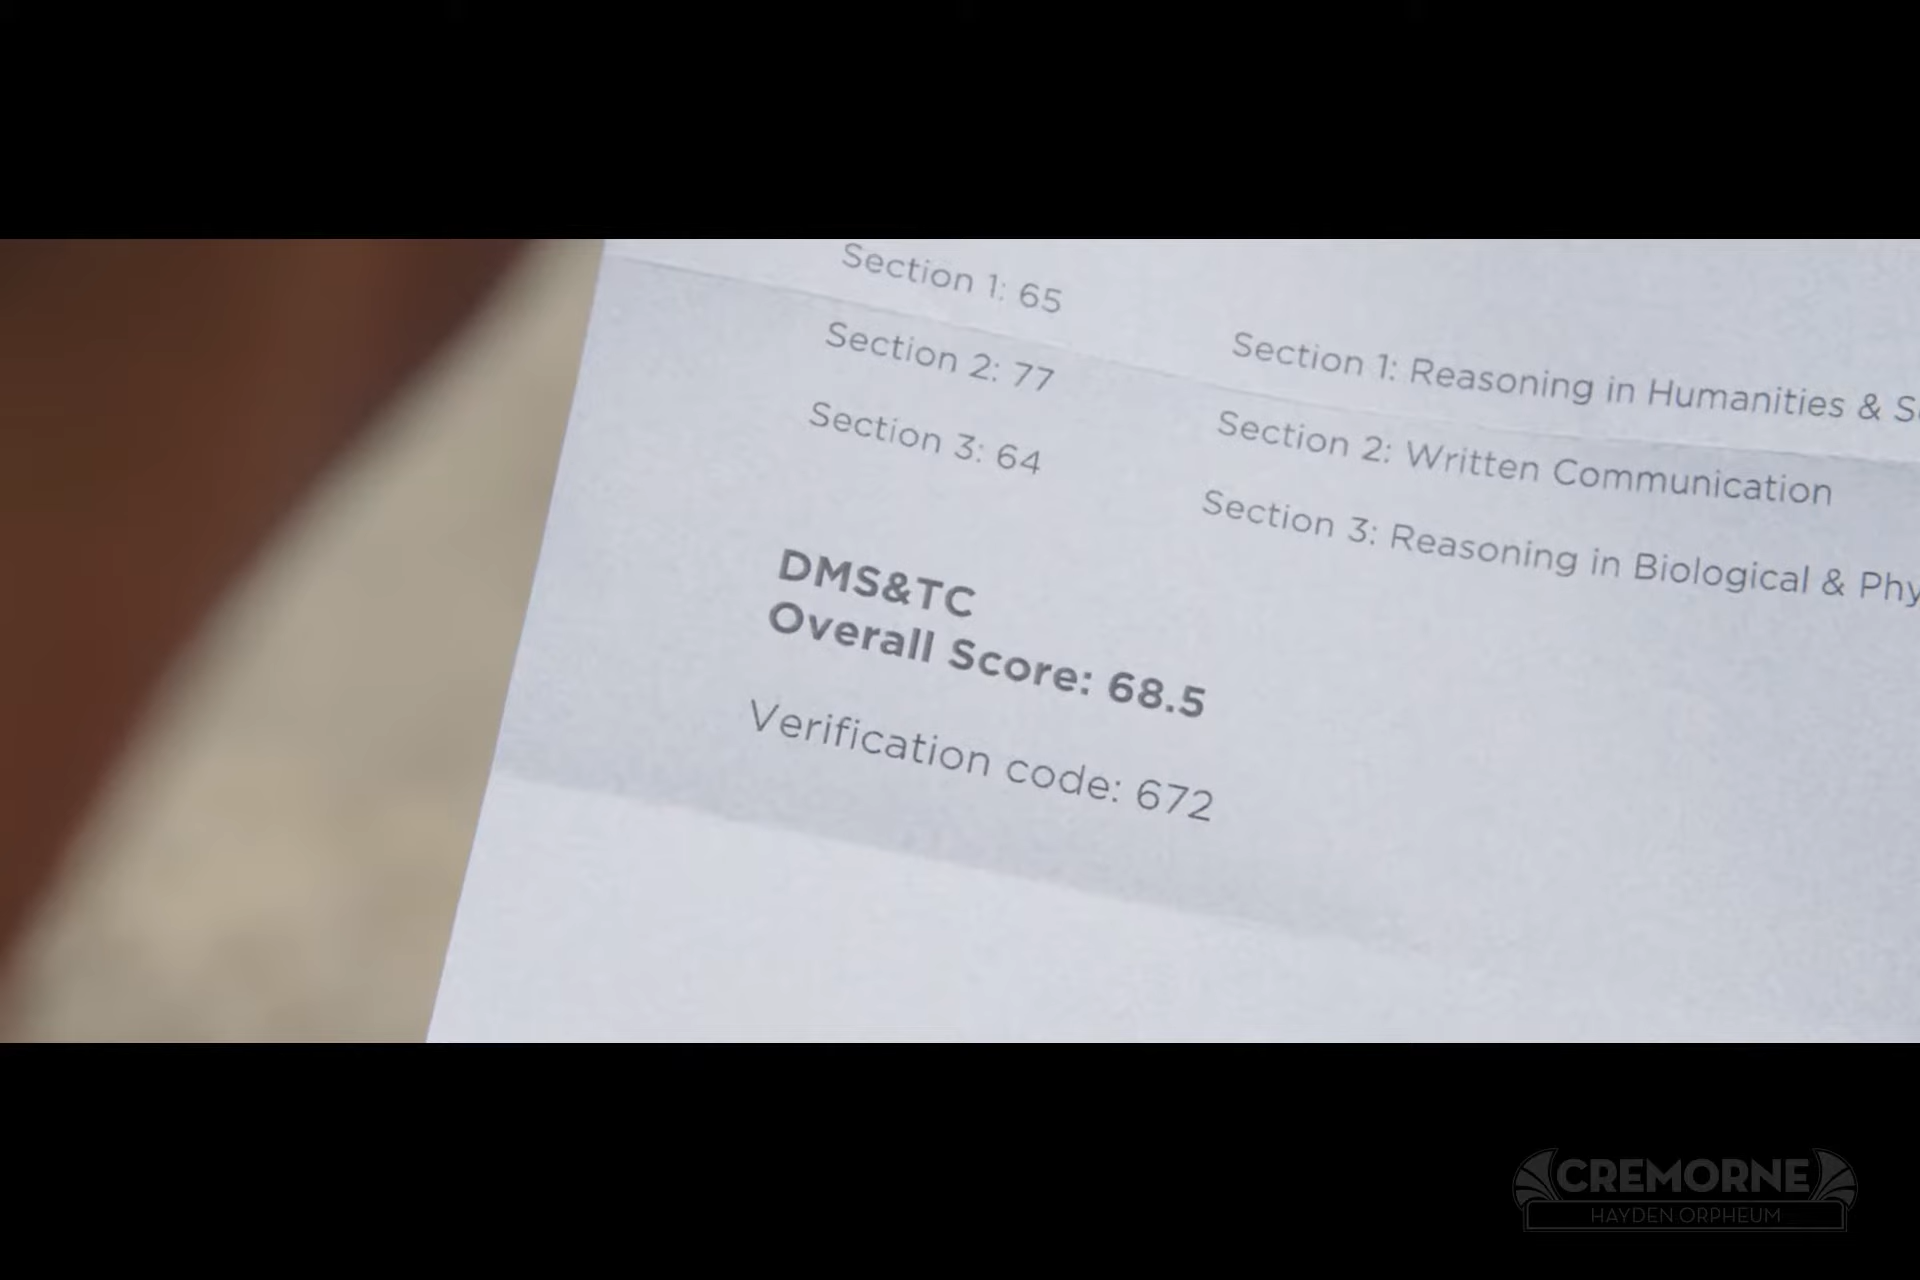 Section 1: 65
Section 2: 77
Section 3: 64
Section 1: Reasoning in Humanities &
Section 2: Written Communication
Section 3: Reasoning in Biological &
DMS&TC
Overall Score: 68.5
Verification code: 672
CREMORNE
HAYDEN ORPHEUM